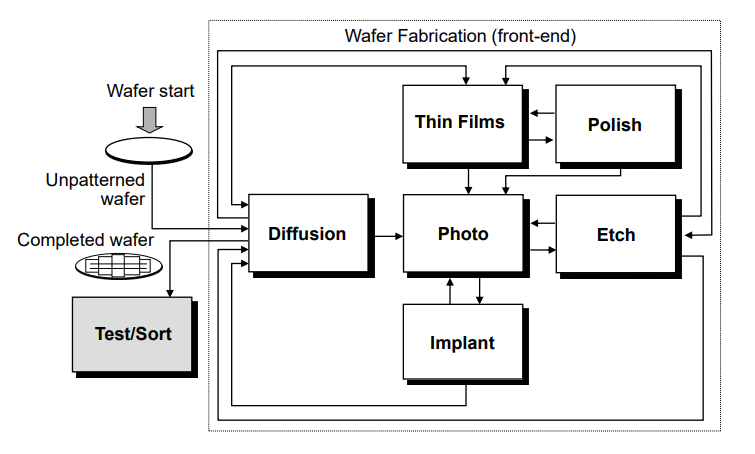 Wafer Fabrication (front-end)
Wafer start
Thin Films
Polish
Unpatterned
wafer
Completed wafer
Diffusion
Photo
Etch
Test/Sort
Implant